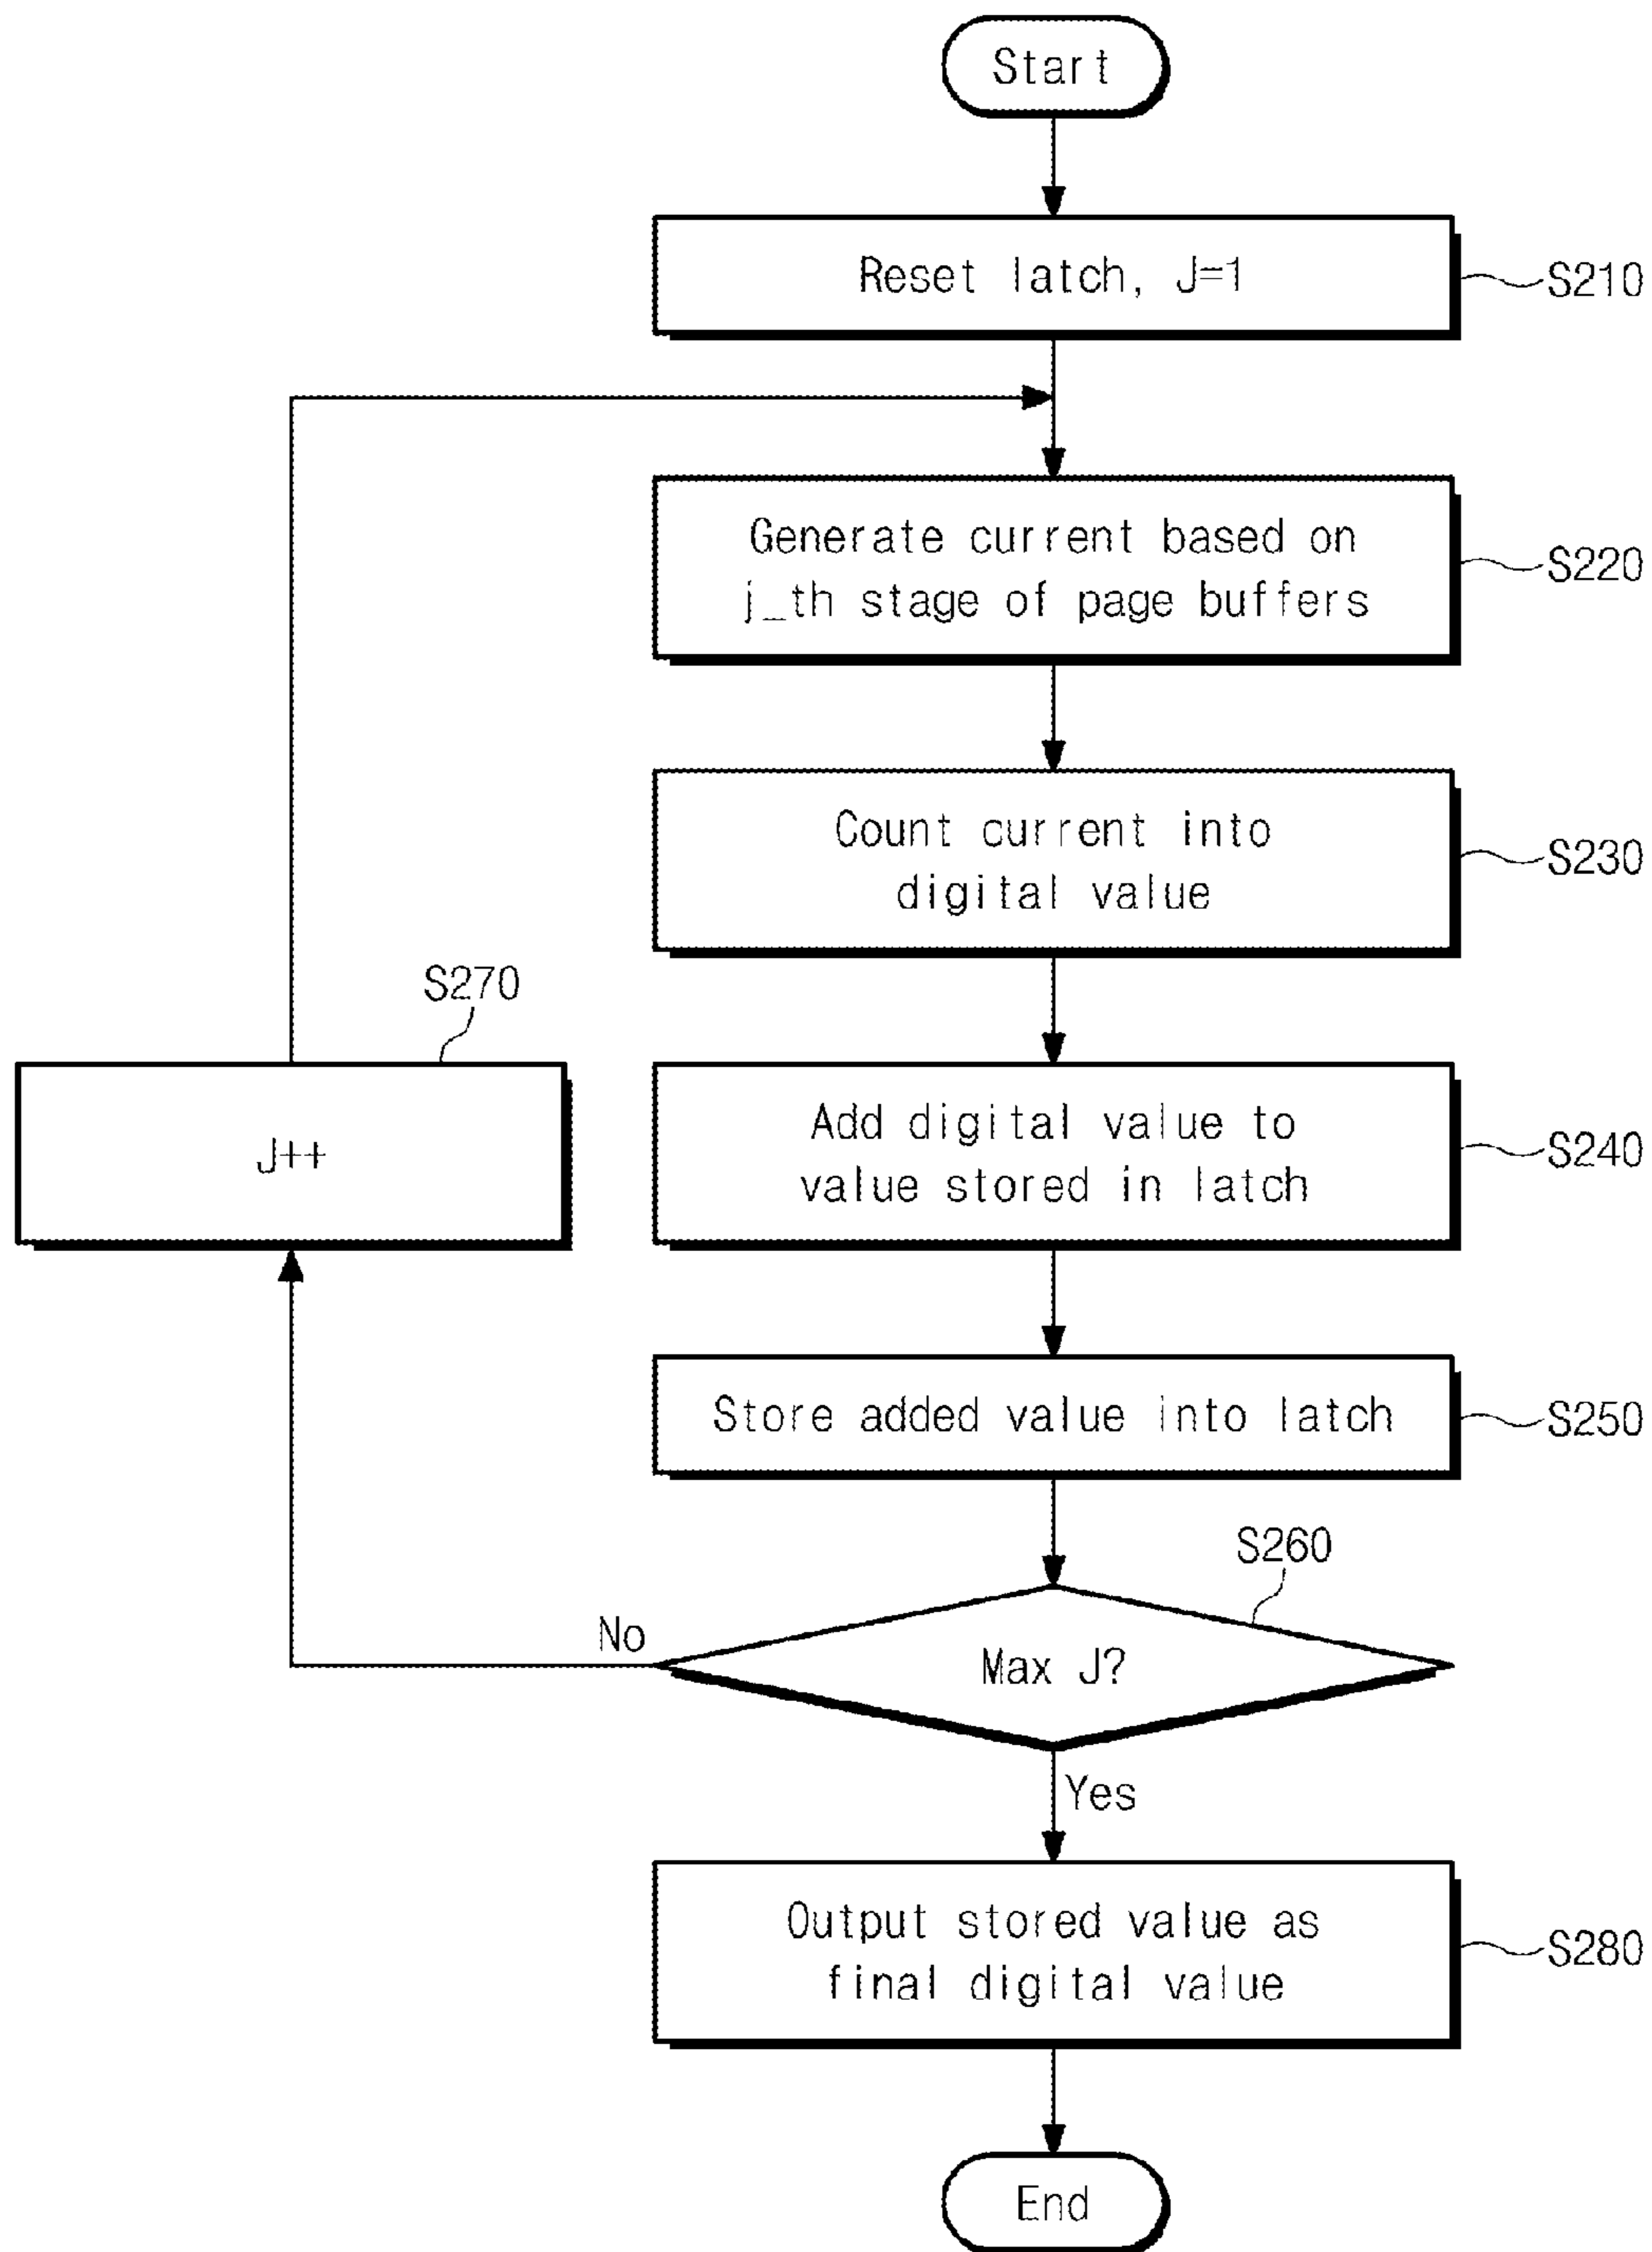 Start
Reset latch, J=1
S210
Generate current based on
j_th stage of page buffers
S220
Count current into
digital value
S230
S270
J++
Add digital value to
value stored in latch
S240
Store added value into latch
S250
S260
No
Max J?
Yes
Output stored value as
final digital value
S280
End